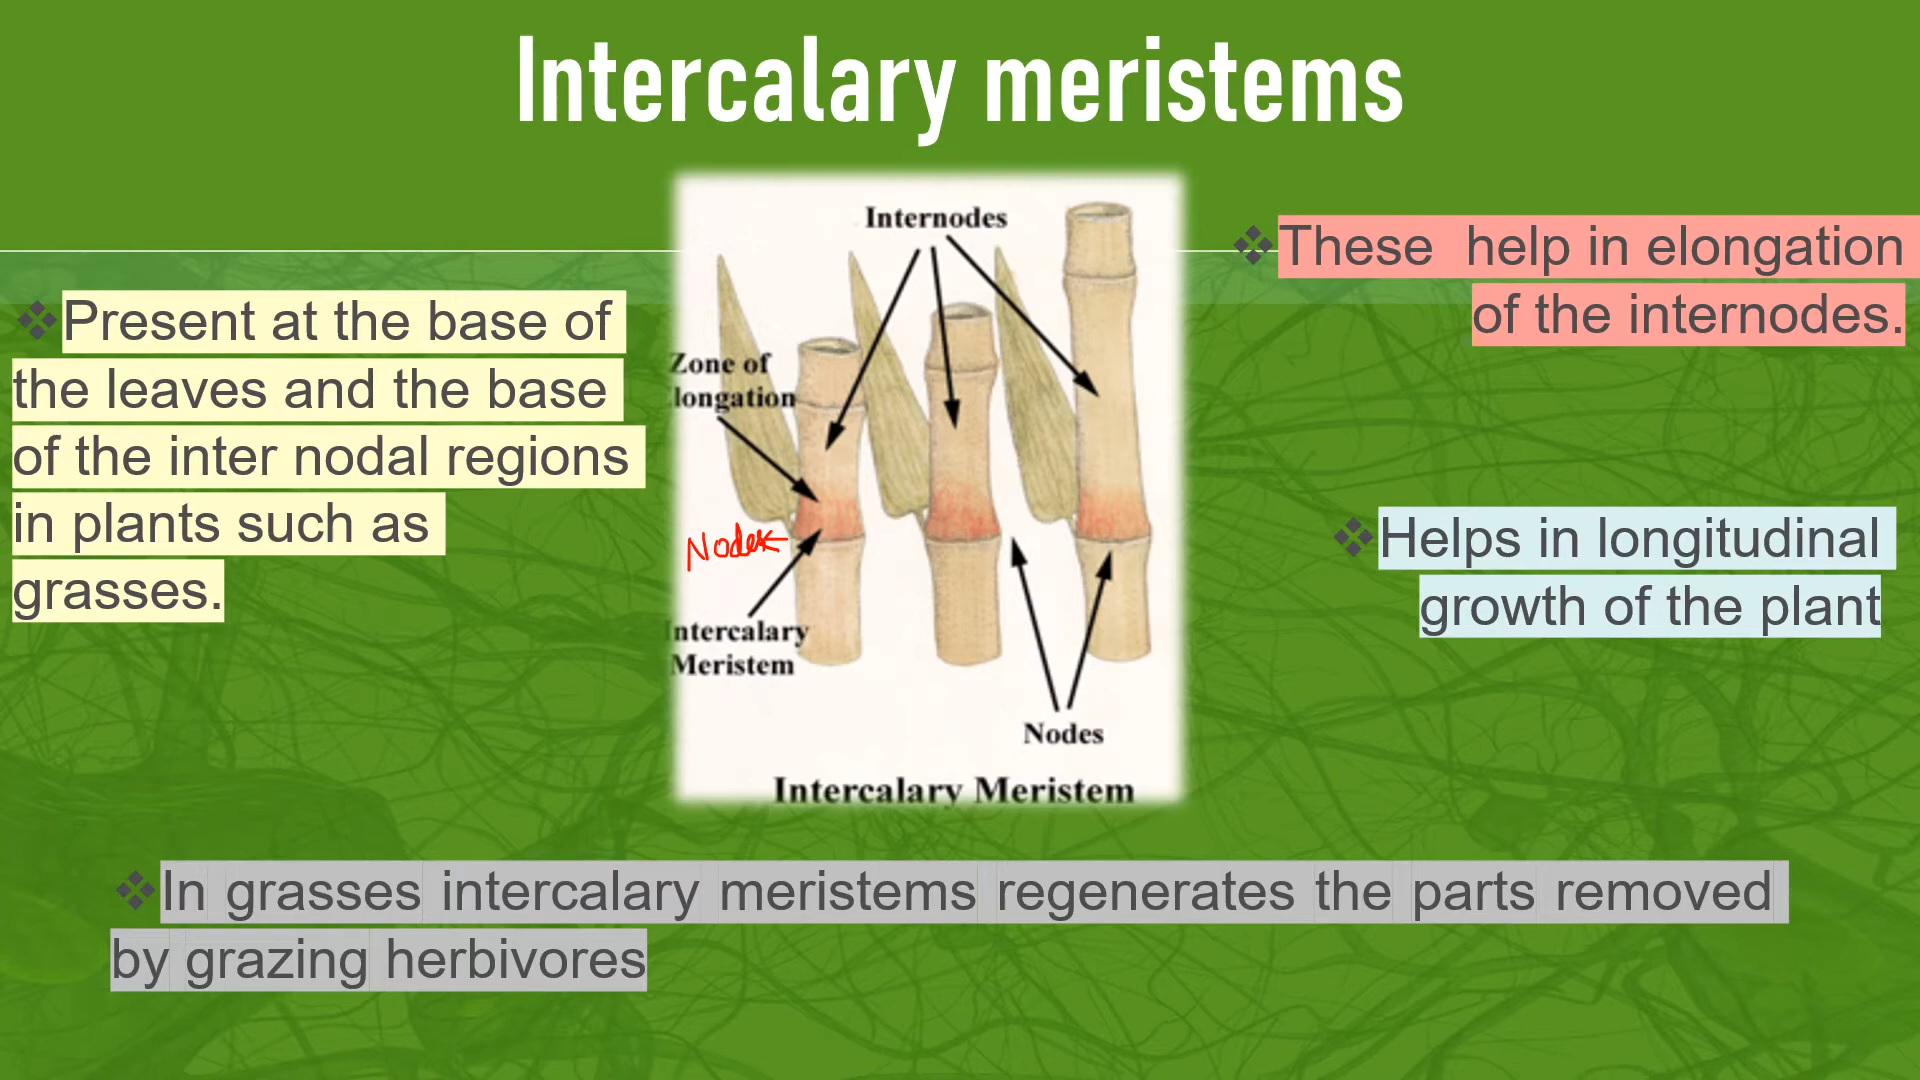 Intercalary meristems
❖Present at the base of
the leaves and the base
of the inter nodal regions
in plants such as
grasses.
Internodes
Zone of
longation
Nodes
ntercalary
Meristem
Nodes
Intercalary Meristem
❖These  help in elongation
of the internodes.
❖Helps in longitudinal
growth of the plant
❖In grasses intercalary meristems regenerates the parts removed
by grazing herbivores